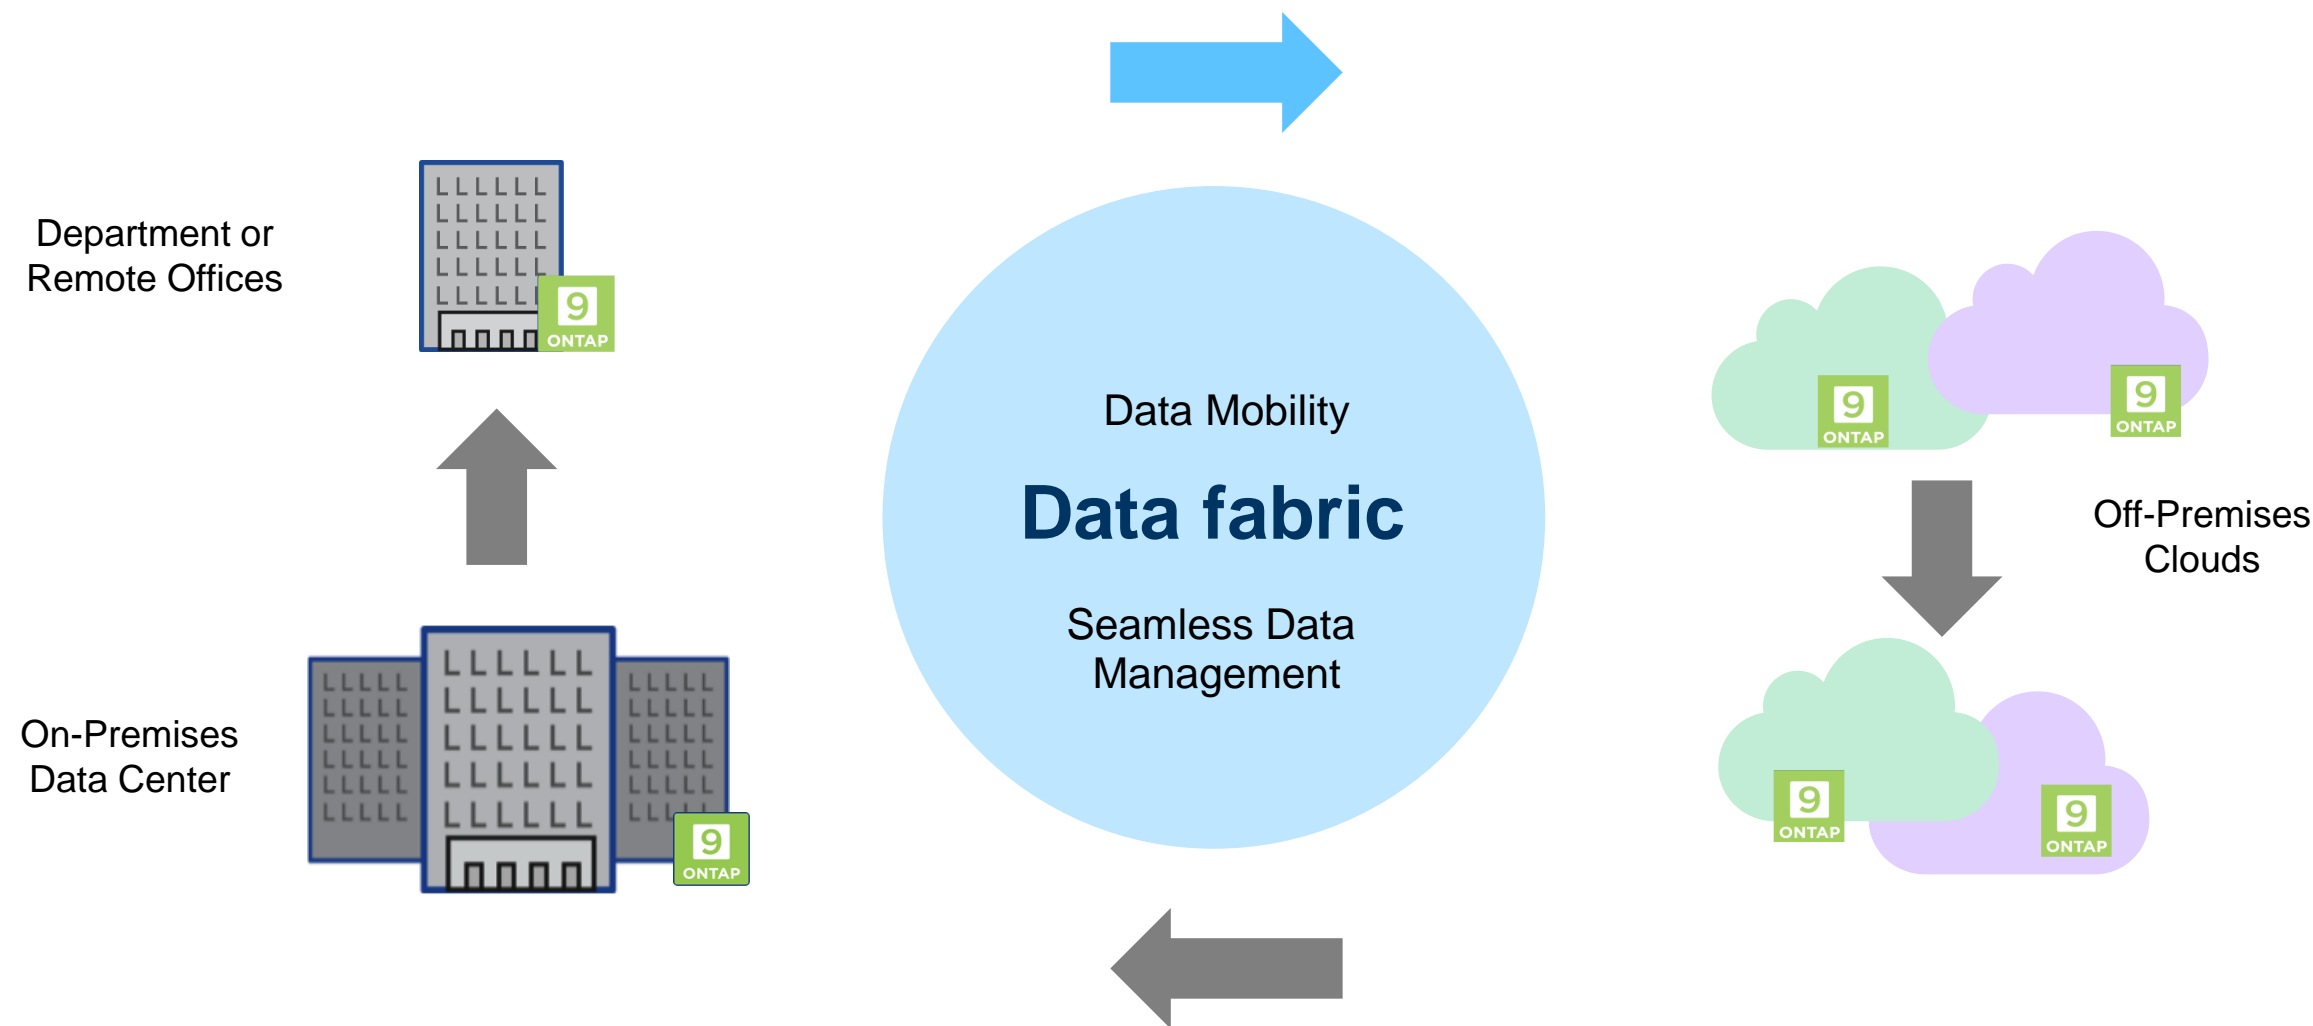 Department or
Remote Offices
9
ONTAP
On-Premises
Data Center
9
ONTAP
Data Mobility
Data fabric
Seamless Data
Management
9
ONTAP
9
ONTAP
Off-Premises
Clouds
9
ONTAP
9
ONTAP